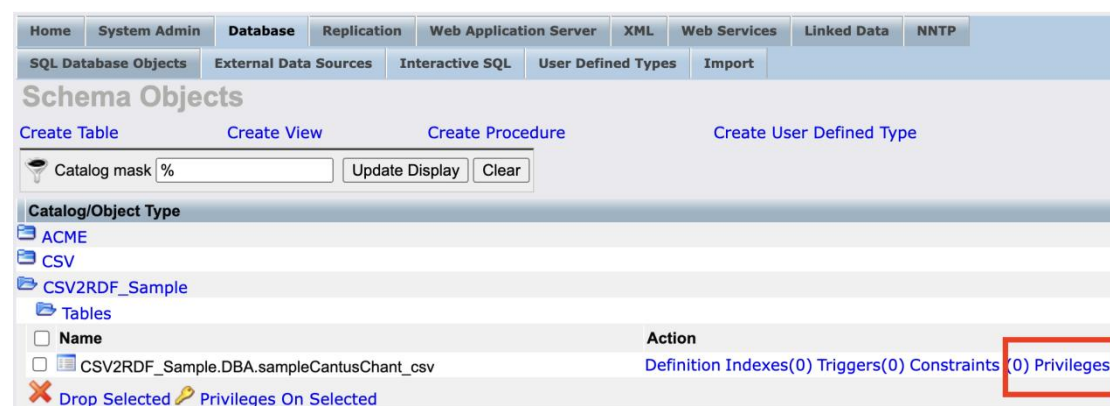 Home System Admin Database Replication Web Application Server XML Web Services Linked Data NNTP
SQL Database Objects External Data Sources Interactive SQL User Defined Types Import
Schema Objects
Create Table Create View Create Procedure Create User Defined Type
Catalog mask % Update Display Clear
Catalog/Object Type
ACME
CSV
CSV2RDF_Sample
Tables
Name Action
CSV2RDF_Sample.DBA.sampleCantusChant_csv Definition Indexes(0) Triggers(0) Constraints (0) Privileges
Drop Selected Privileges On Selected